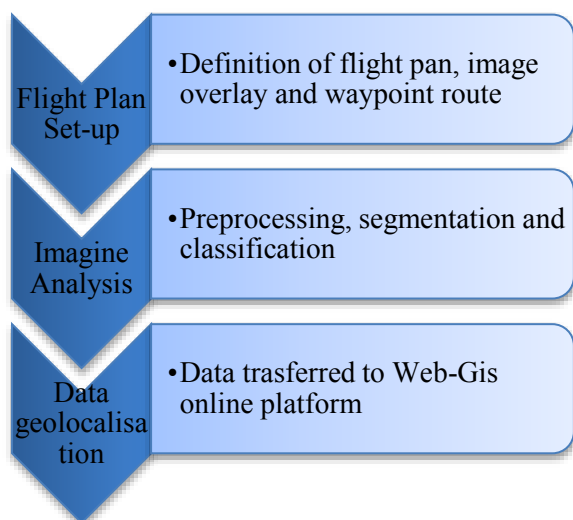 Flight Plan
Set-up
•Definition of flight pan, image
overlay and waypoint route
Imagine
Analysis
•Preprocessing, segmentation and
classification
Data
geolocalisa
tion
•Data trasferred to Web-Gis
online platform